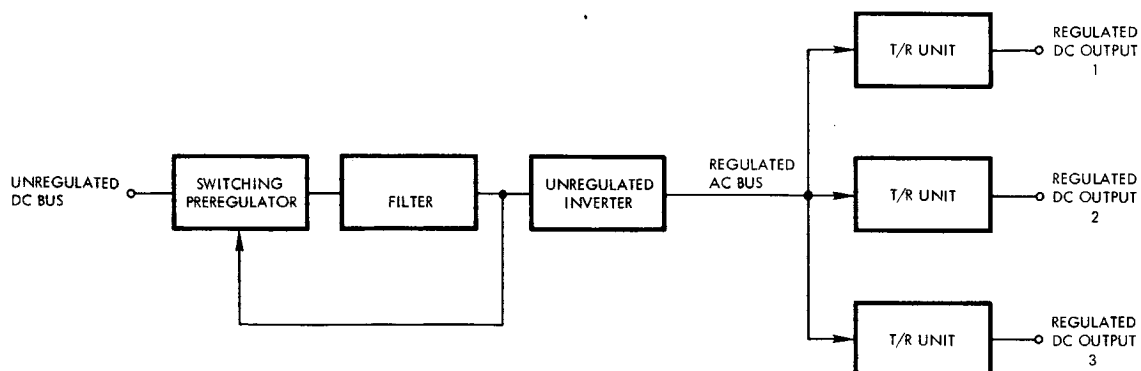 UNREGULATED
DC BUS
SWITCHING
PREREGULATOR
FILTER
UNREGULATED
INVERTER
REGULATED
AC BUS
T/R UNIT
REGULATED
DC OUTPUT
1
T/R UNIT
REGULATED
DC OUTPUT
2
T/R UNIT
REGULATED
DC OUTPUT
3